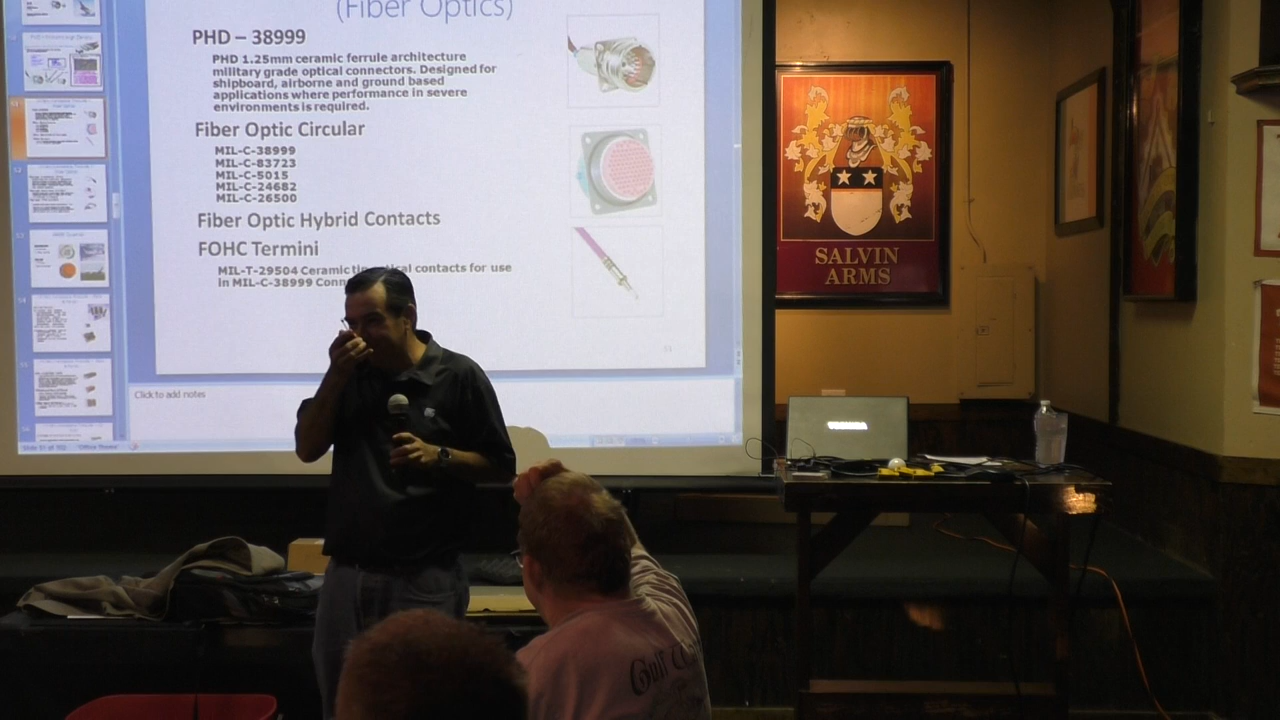 (Fiber Optics)
PHD – 38999
PHD 1.25mm ceramic ferrule architecture
military grade optical connectors. Designed for
shipboard, airborne and ground based
applications where performance in severe
environments is required.
Fiber Optic Circular
MIL-C-38999
MIL-C-83723
MIL-C-5015
MIL-C-24682
MIL-C-26500
Fiber Optic Hybrid Contacts
FOHC Termini
MIL-T-29504 Ceramic tip optical contacts for use
in MIL-C-38999
Click to add notes
SALVIN
ARMS
Gulf